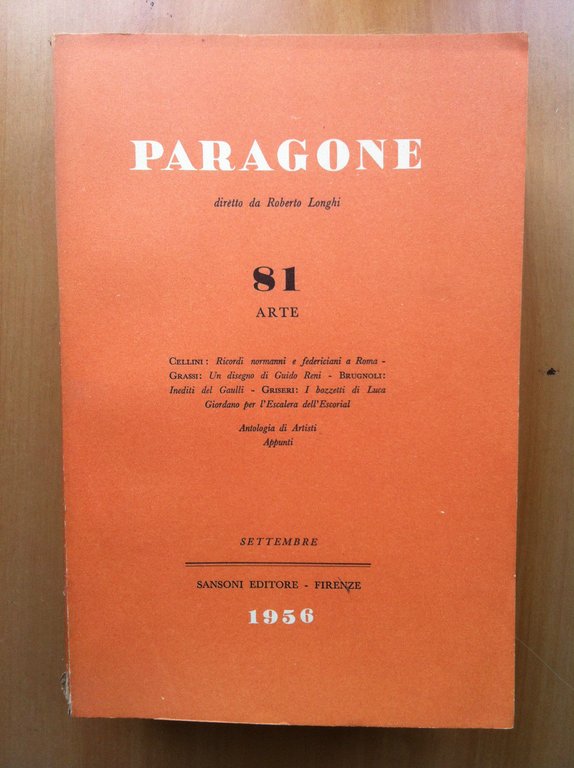 PARAGONE
diretto da Roberto Longhi
81
ARTE
CELLINI: Ricordi normanni e federiciani a Roma -
GRASSI: Un disegno di Guido Reni - BRUGNOLI:
Inediti del Gaulli - GRISERI: I bozzetti di Luca
Giordano per l'Escalera dell'Escorial
Antologia di Artisti
Appunti
SETTEMBRE
SANSONI EDITORE - FIRENZE
1956